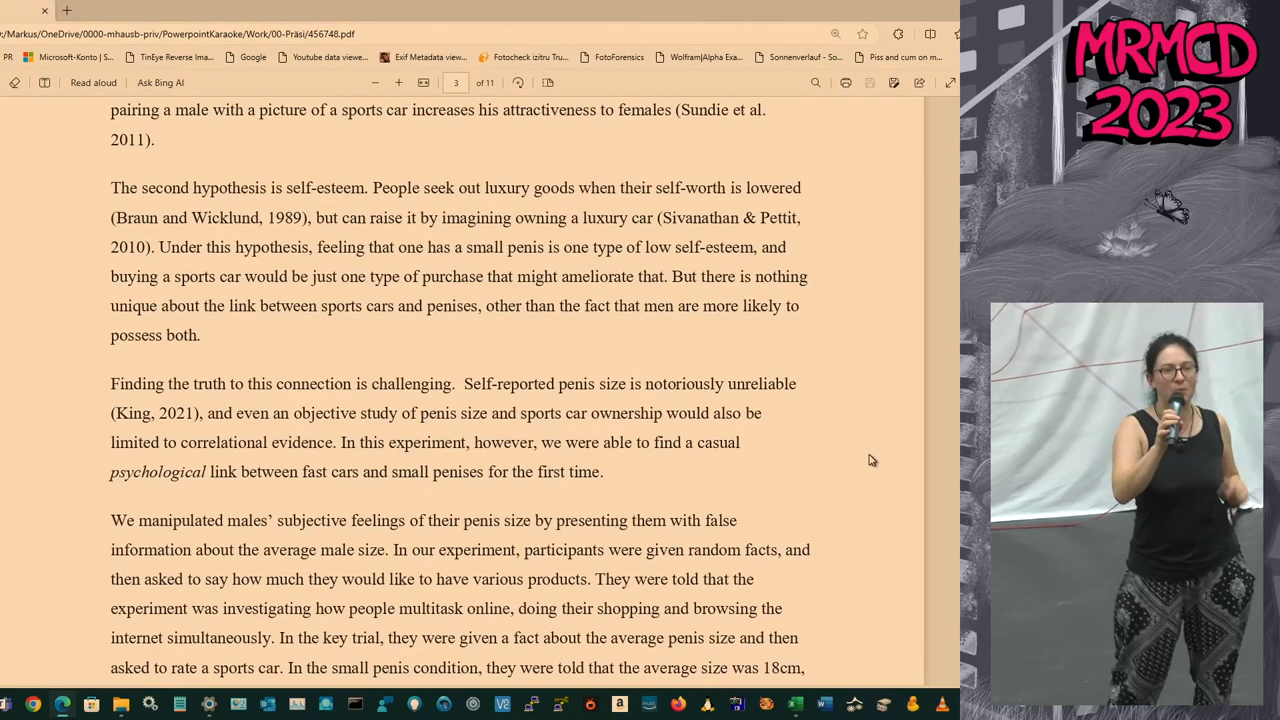 :/Markus/OneDrive/0000-mhausb-priv/PowerpointKaraoke/Work/00-Präsi/456748.pdf
PR Microsoft-Konto | S... TinEye Reverse Ima... Google Youtube data viewe... Exif Metadata view... Fotocheck izitru Tru... FotoForensics Wolfram|Alpha Exa... Sonnenverlauf - So... Piss and cum on m...
Read aloud Ask Bing AI 3 of 11
pairing a male with a picture of a sports car increases his attractiveness to females (Sundie et al.
2011).
The second hypothesis is self-esteem. People seek out luxury goods when their self-worth is lowered
(Braun and Wicklund, 1989), but can raise it by imagining owning a luxury car (Sivanathan & Pettit,
2010). Under this hypothesis, feeling that one has a small penis is one type of low self-esteem, and
buying a sports car would be just one type of purchase that might ameliorate that. But there is nothing
unique about the link between sports cars and penises, other than the fact that men are more likely to
possess both.
Finding the truth to this connection is challenging.  Self-reported penis size is notoriously unreliable
(King, 2021), and even an objective study of penis size and sports car ownership would also be
limited to correlational evidence. In this experiment, however, we were able to find a casual
psychological link between fast cars and small penises for the first time.
We manipulated males’ subjective feelings of their penis size by presenting them with false
information about the average male size. In our experiment, participants were given random facts, and
then asked to say how much they would like to have various products. They were told that the
experiment was investigating how people multitask online, doing their shopping and browsing the
internet simultaneously. In the key trial, they were given a fact about the average penis size and then
asked to rate a sports car. In the small penis condition, they were told that the average size was 18cm,
MRMCD
2023